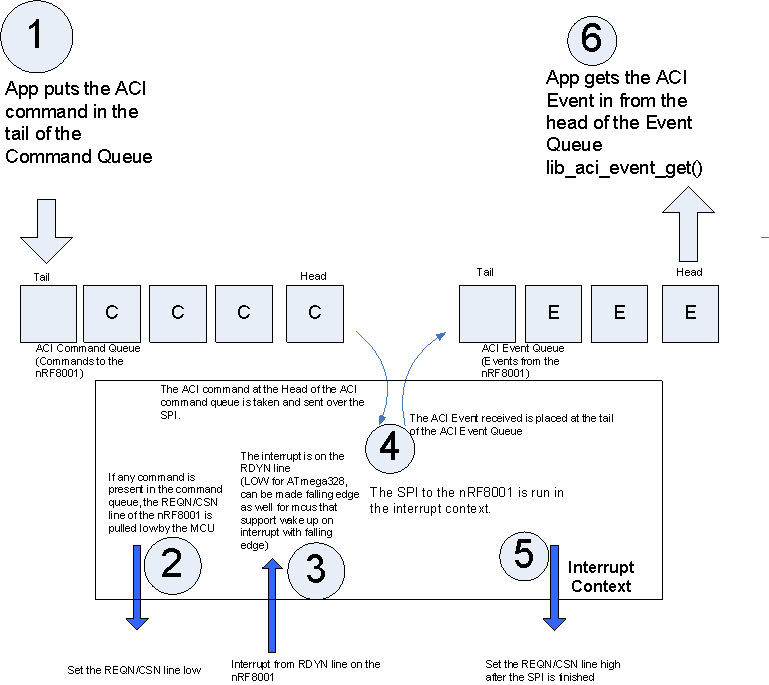 1
App puts the ACI
command in the
tail of the
Command Queue
6
App gets the ACI
Event in from the
head of the Event
Queue
lib_aci_event_get()
Tail
Head
C
C
C
C
ACI Command Queue
(Commands to the
nRF8001)
Tail
Head
E
E
E
ACI Event Queue
(Events from the
nRF8001)
The ACI command at the Head of the ACI
command queue is taken and sent over the
SPI.
4
The ACI Event received is placed at the tail
of the ACI Event Queue
The SPI to the nRF8001 is run in
the interrupt context.
If any command is
present in the command
queue, the REQN/CSN
line of the nRF8001 is
pulled lowby the MCU
2
The interrupt is on the
RDYN line
(LOW for ATmega328,
can be made falling edge
as well for mcus that
support wake up on
interrupt with falling
edge)
3
5
Interrupt
Context
Set the REQN/CSN line low
Interrupt from RDYN line on the
nRF8001
Set the REQN/CSN line high
after the SPI is finished